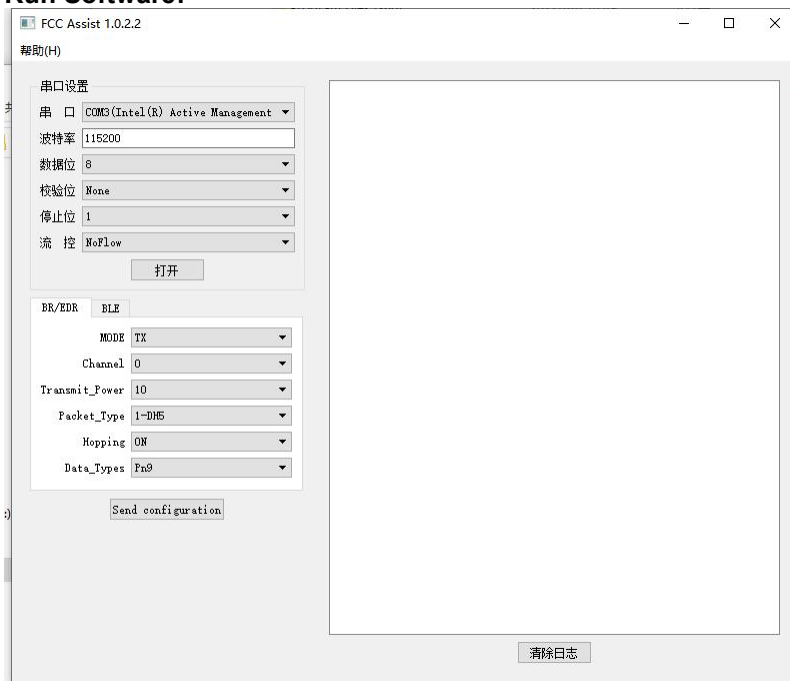 Run Software:
FCC Assist 1.0.2.2
帮助(H)
串口设置
串 口 COM3(Intel(R) Active Management
波特率 115200
数据位 8
校验位 None
停止位 1
流 控 NoFlow
打开
BR/EDR BLE
MODE TX
Channel 0
Transmit_Power 10
Packet_Type 1-DH5
Hopping ON
Data_Types Pn9
Send configuration
清除日志